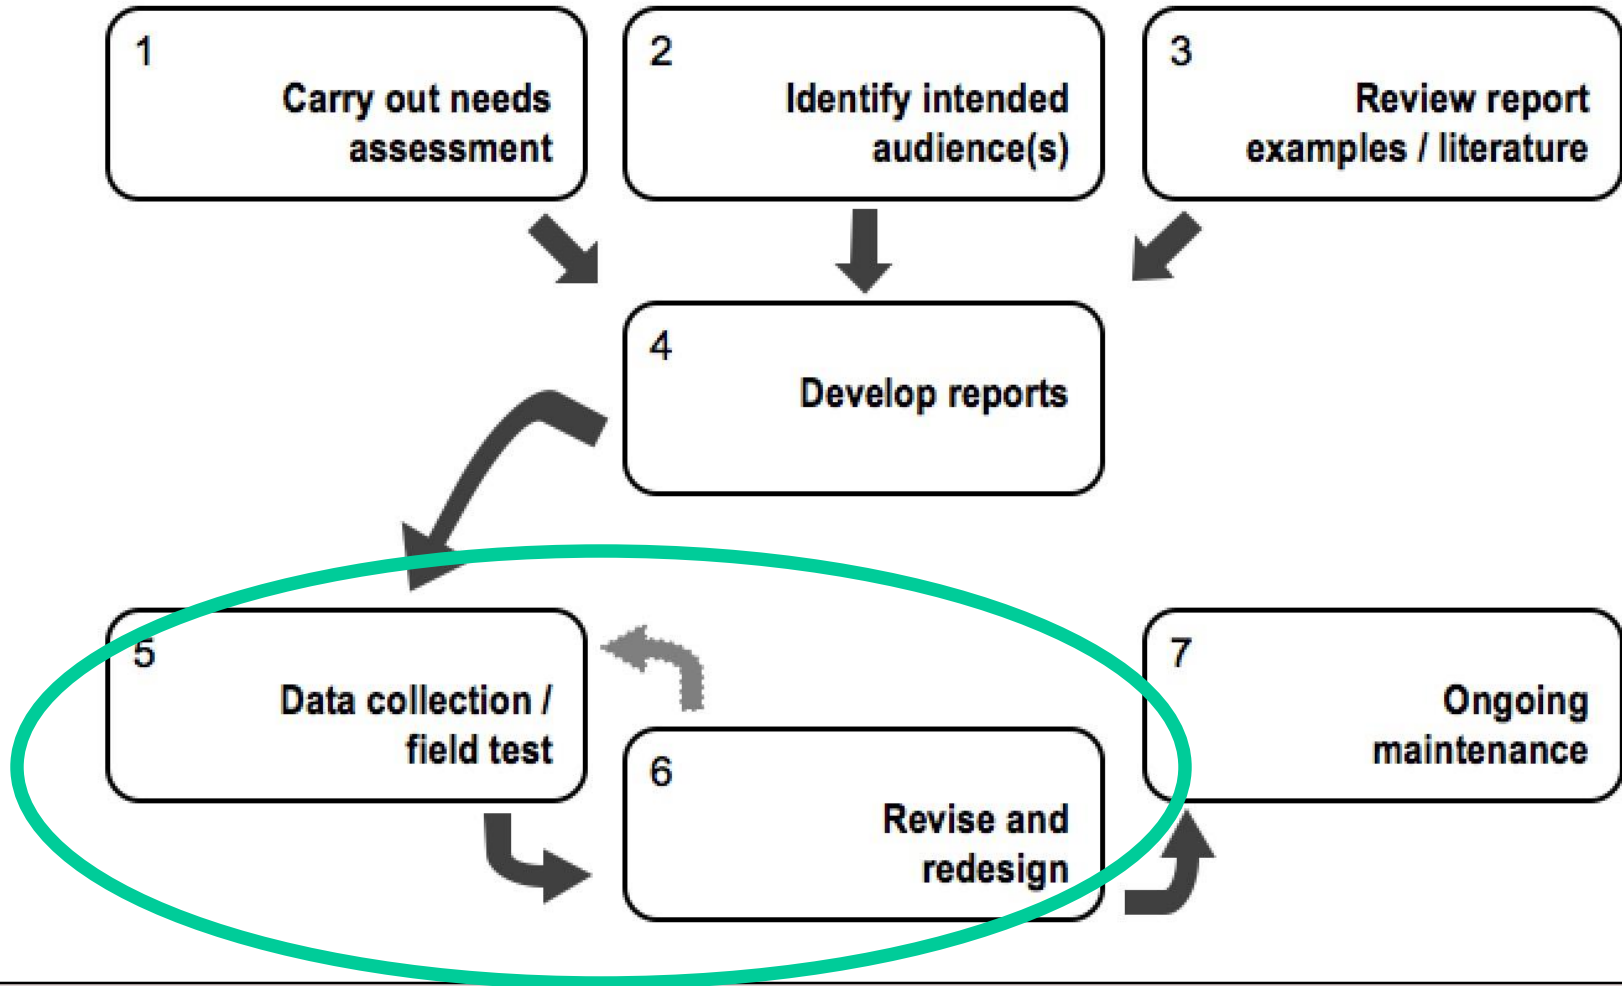 1
Carry out needs
assessment
2
Identify intended
audience(s)
3
Review report
examples / literature
4
Develop reports
5
Data collection /
field test
6
Revise and
redesign
7
Ongoing
maintenance